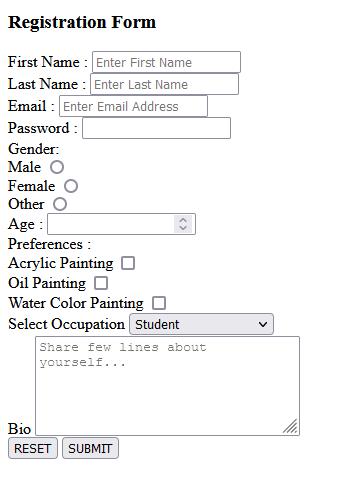 Registration Form
First Name : Enter First Name
Last Name : Enter Last Name
Email : Enter Email Address
Password :
Gender:
Male
Female
Other
Age :
Preferences :
Acrylic Painting
Oil Painting
Water Color Painting
Select Occupation Student
Share few lines about
yourself...
Bio
RESET SUBMIT